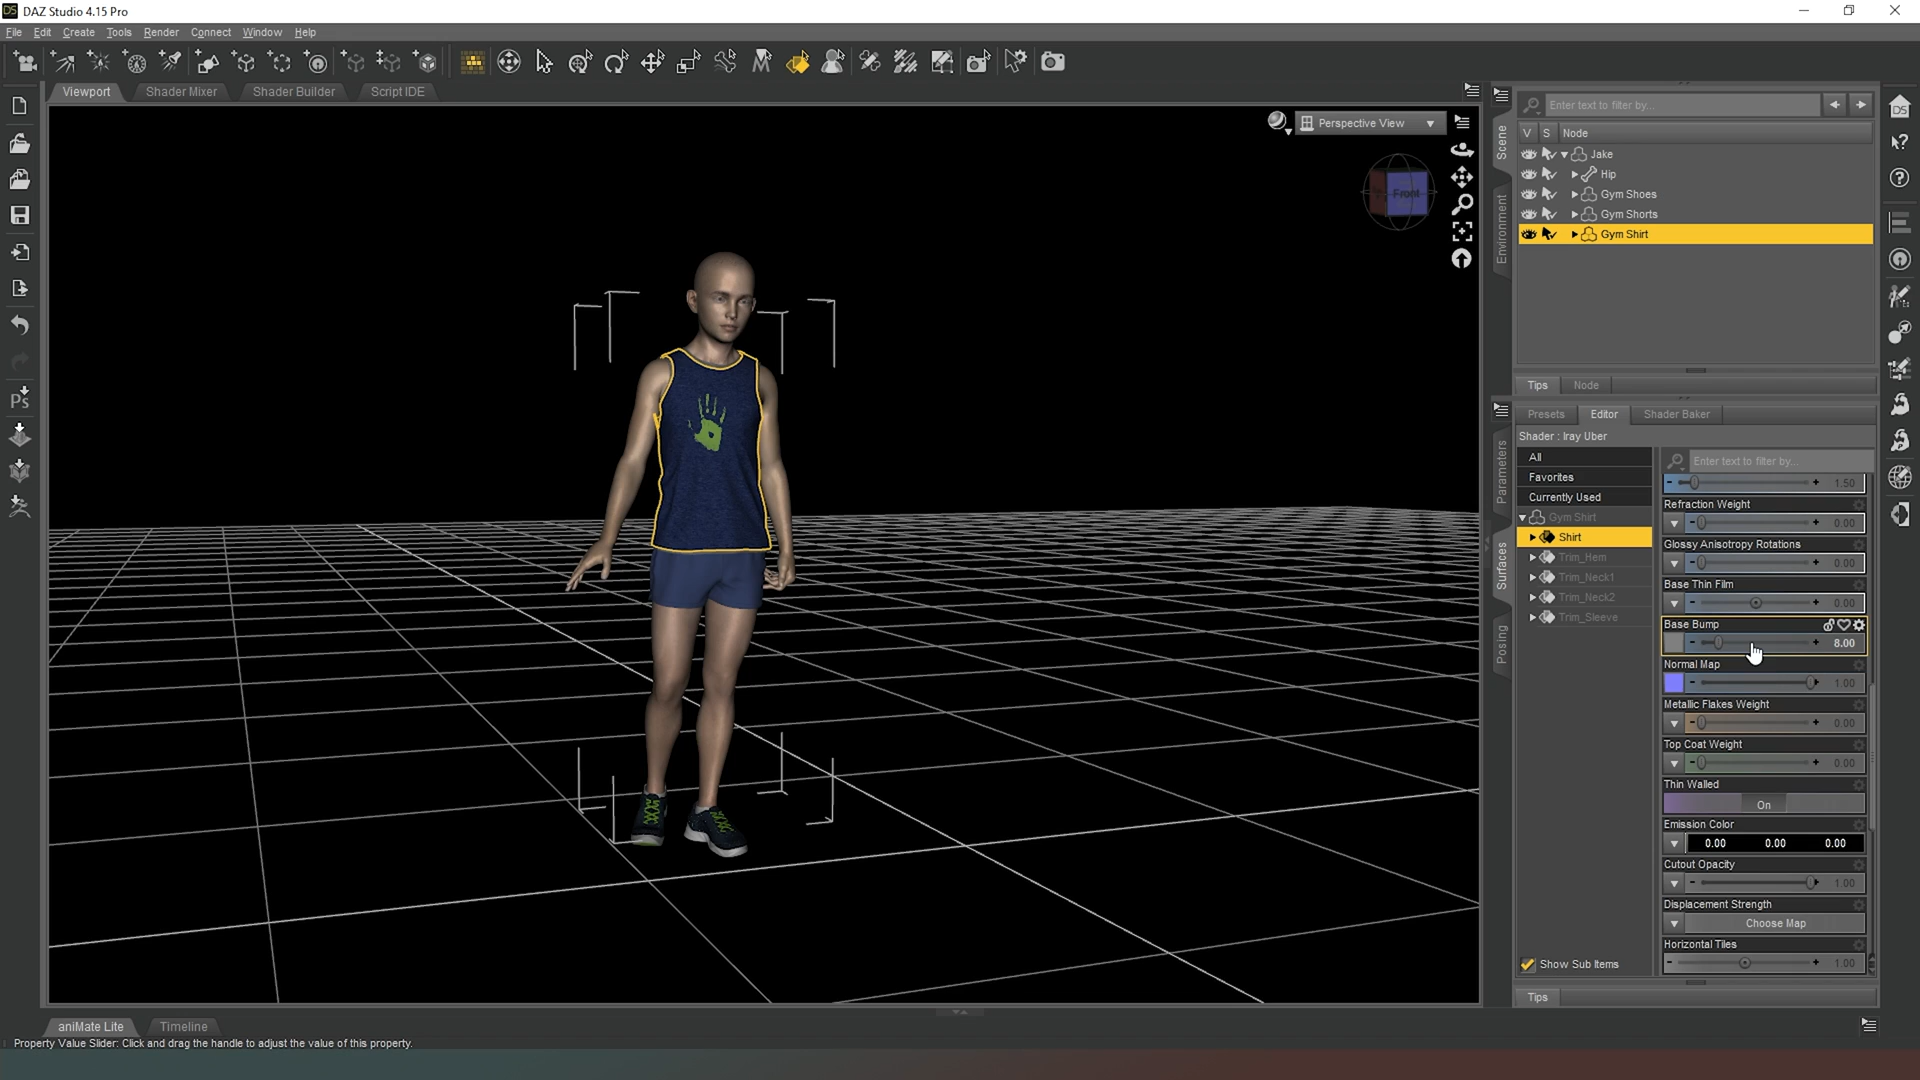 DAZ Studio 4.15 Pro
File Edit Create Tools Render Connect Window Help
Viewport Shader Mixer Shader Builder Script IDE
Perspective View
Front
Scene
Environment
Enter text to filter by...
V S Node
Jake
Hip
Gym Shoes
Gym Shorts
Gym Shirt
Tips Node
Presets Editor Shader Baker
Shader : Iray Uber
Parameters
Surfaces
Posing
All
Favorites
Currently Used
Gym Shirt
Shirt
Trim_Hem
Trim_Neck1
Trim_Neck2
Trim_Sleeve
Show Sub Items
Enter text to filter by...
1.50
Refraction Weight
0.00
Glossy Anisotropy Rotations
0.00
Base Thin Film
0.00
Base Bump
8.00
Normal Map
1.00
Metallic Flakes Weight
0.00
Top Coat Weight
0.00
Thin Walled
On
Emission Color
0.00 0.00 0.00
Cutout Opacity
1.00
Displacement Strength
Choose Map
Horizontal Tiles
1.00
Tips
aniMate Lite Timeline
Property Value Slider: Click and drag the handle to adjust the value of this property.
Ps
DS